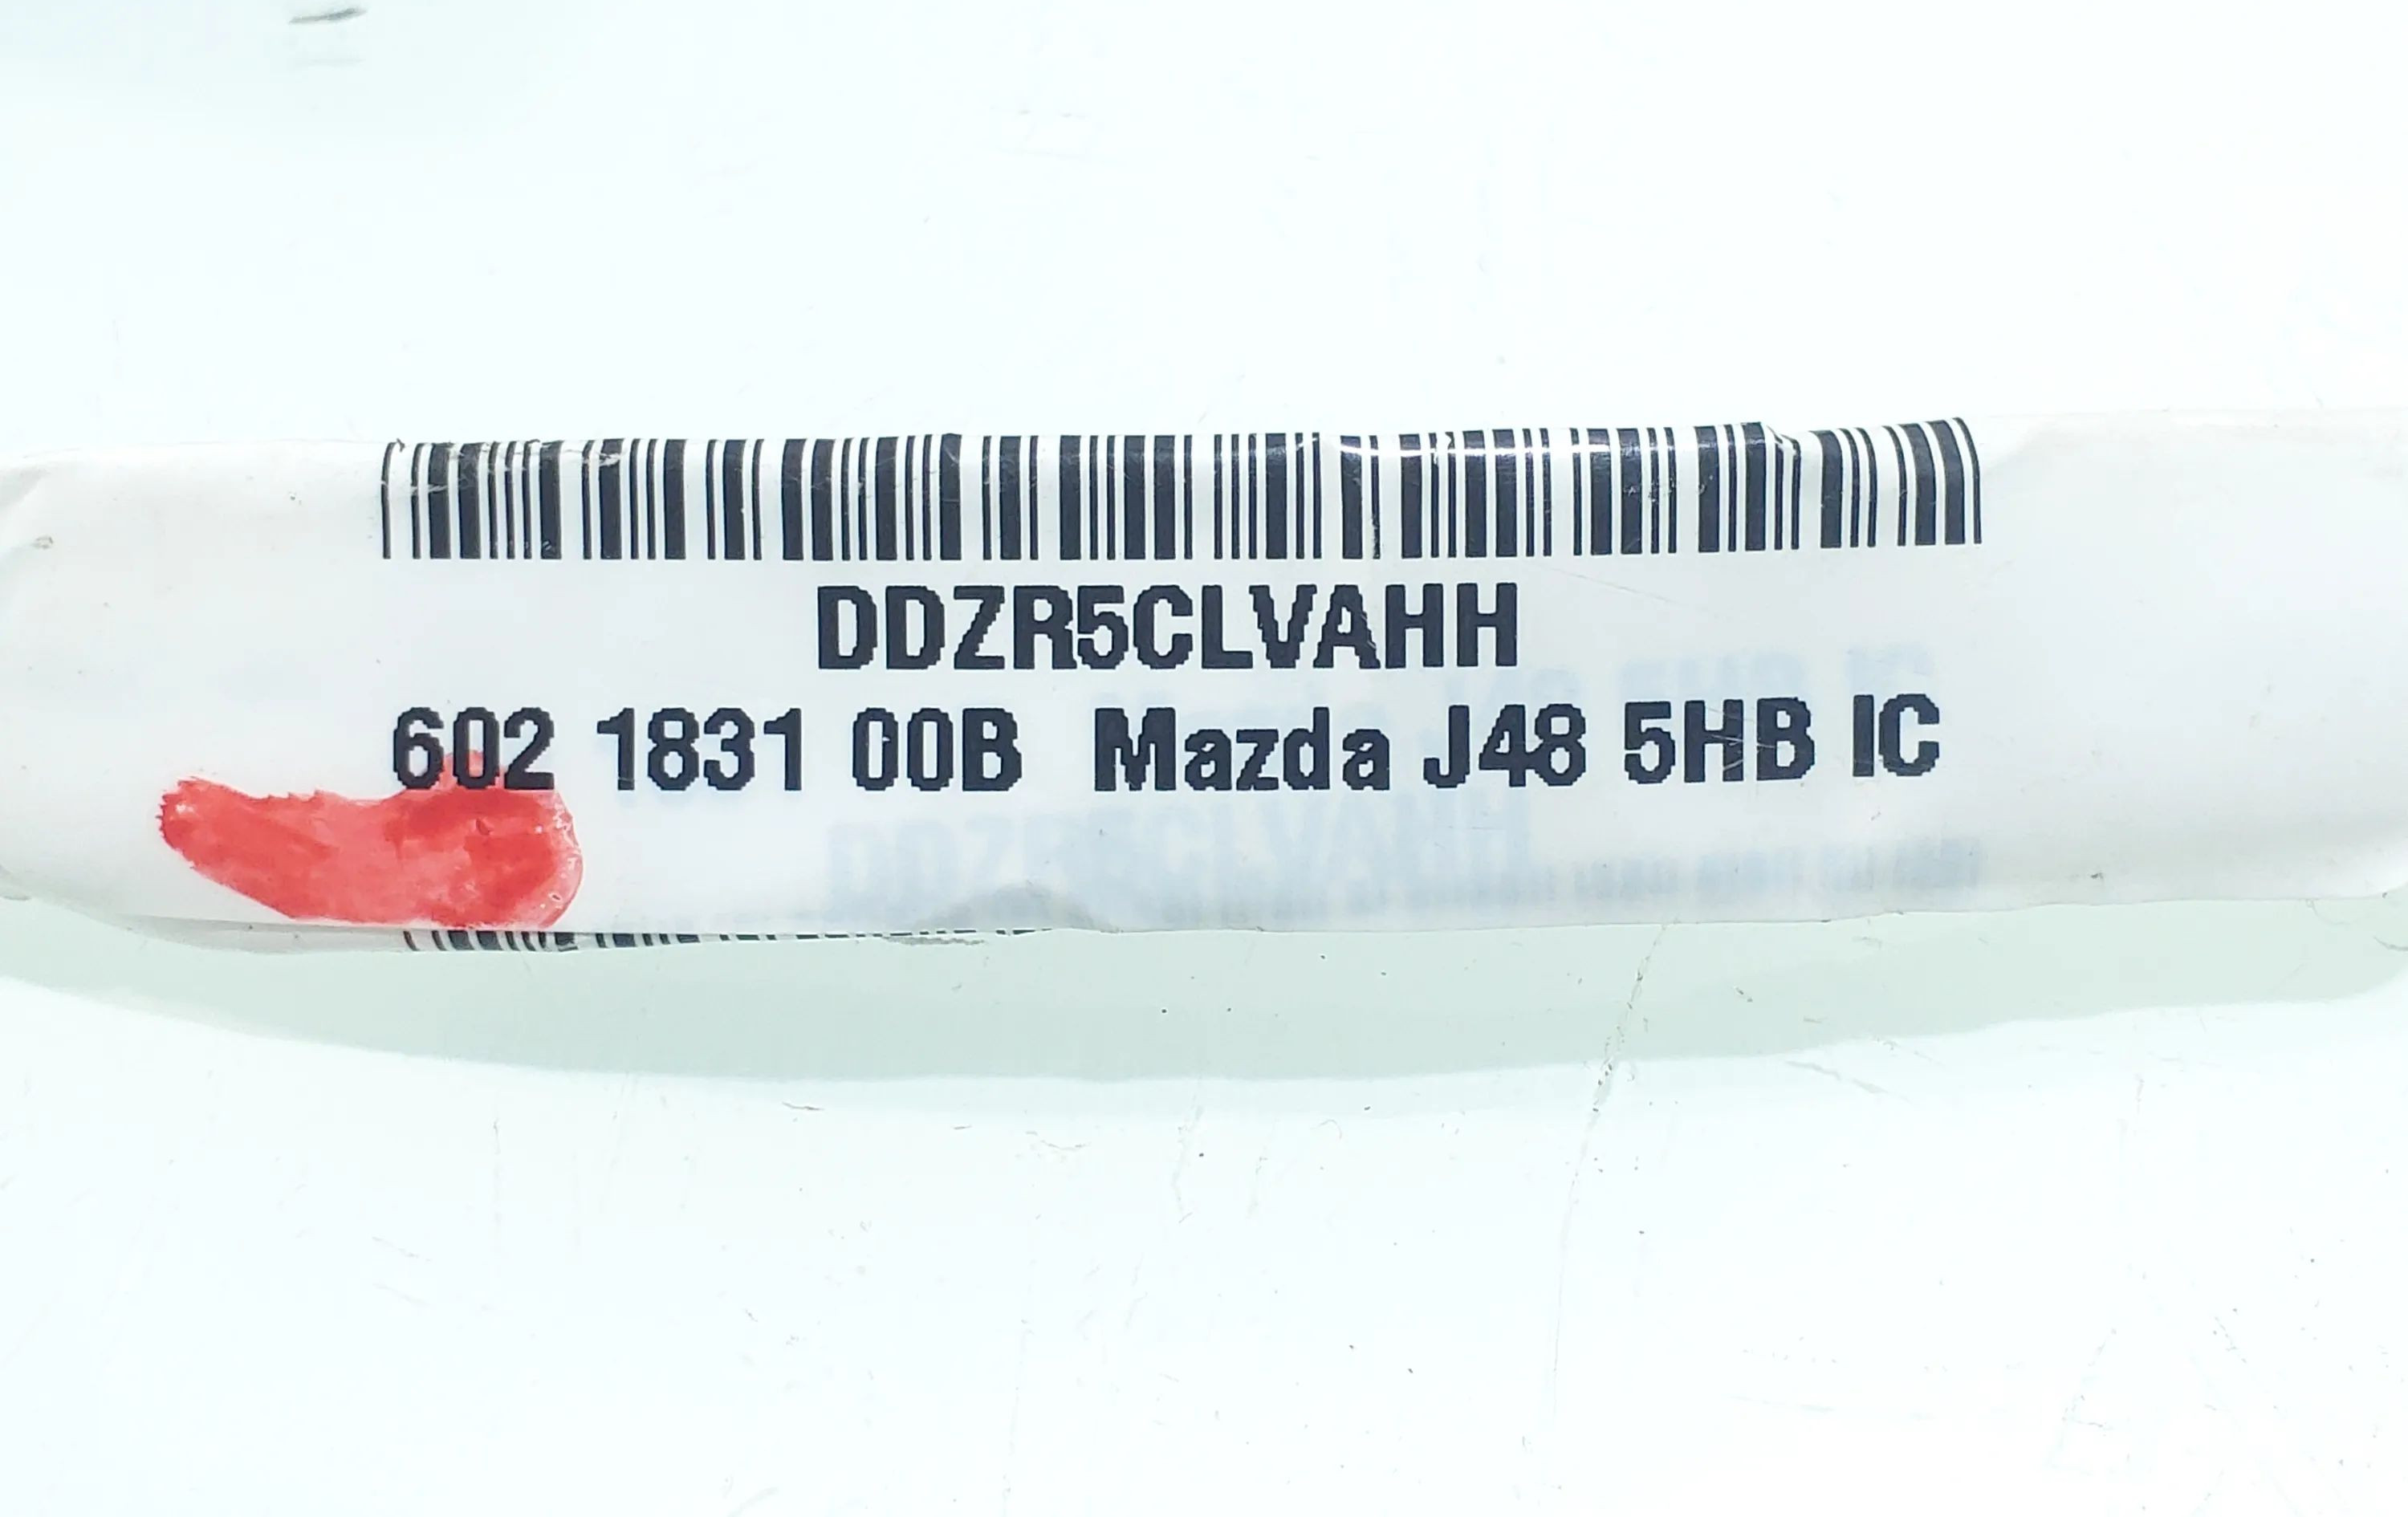 DDZR5CLVAHH
602 1831 00B Mazda J48 5HB IC